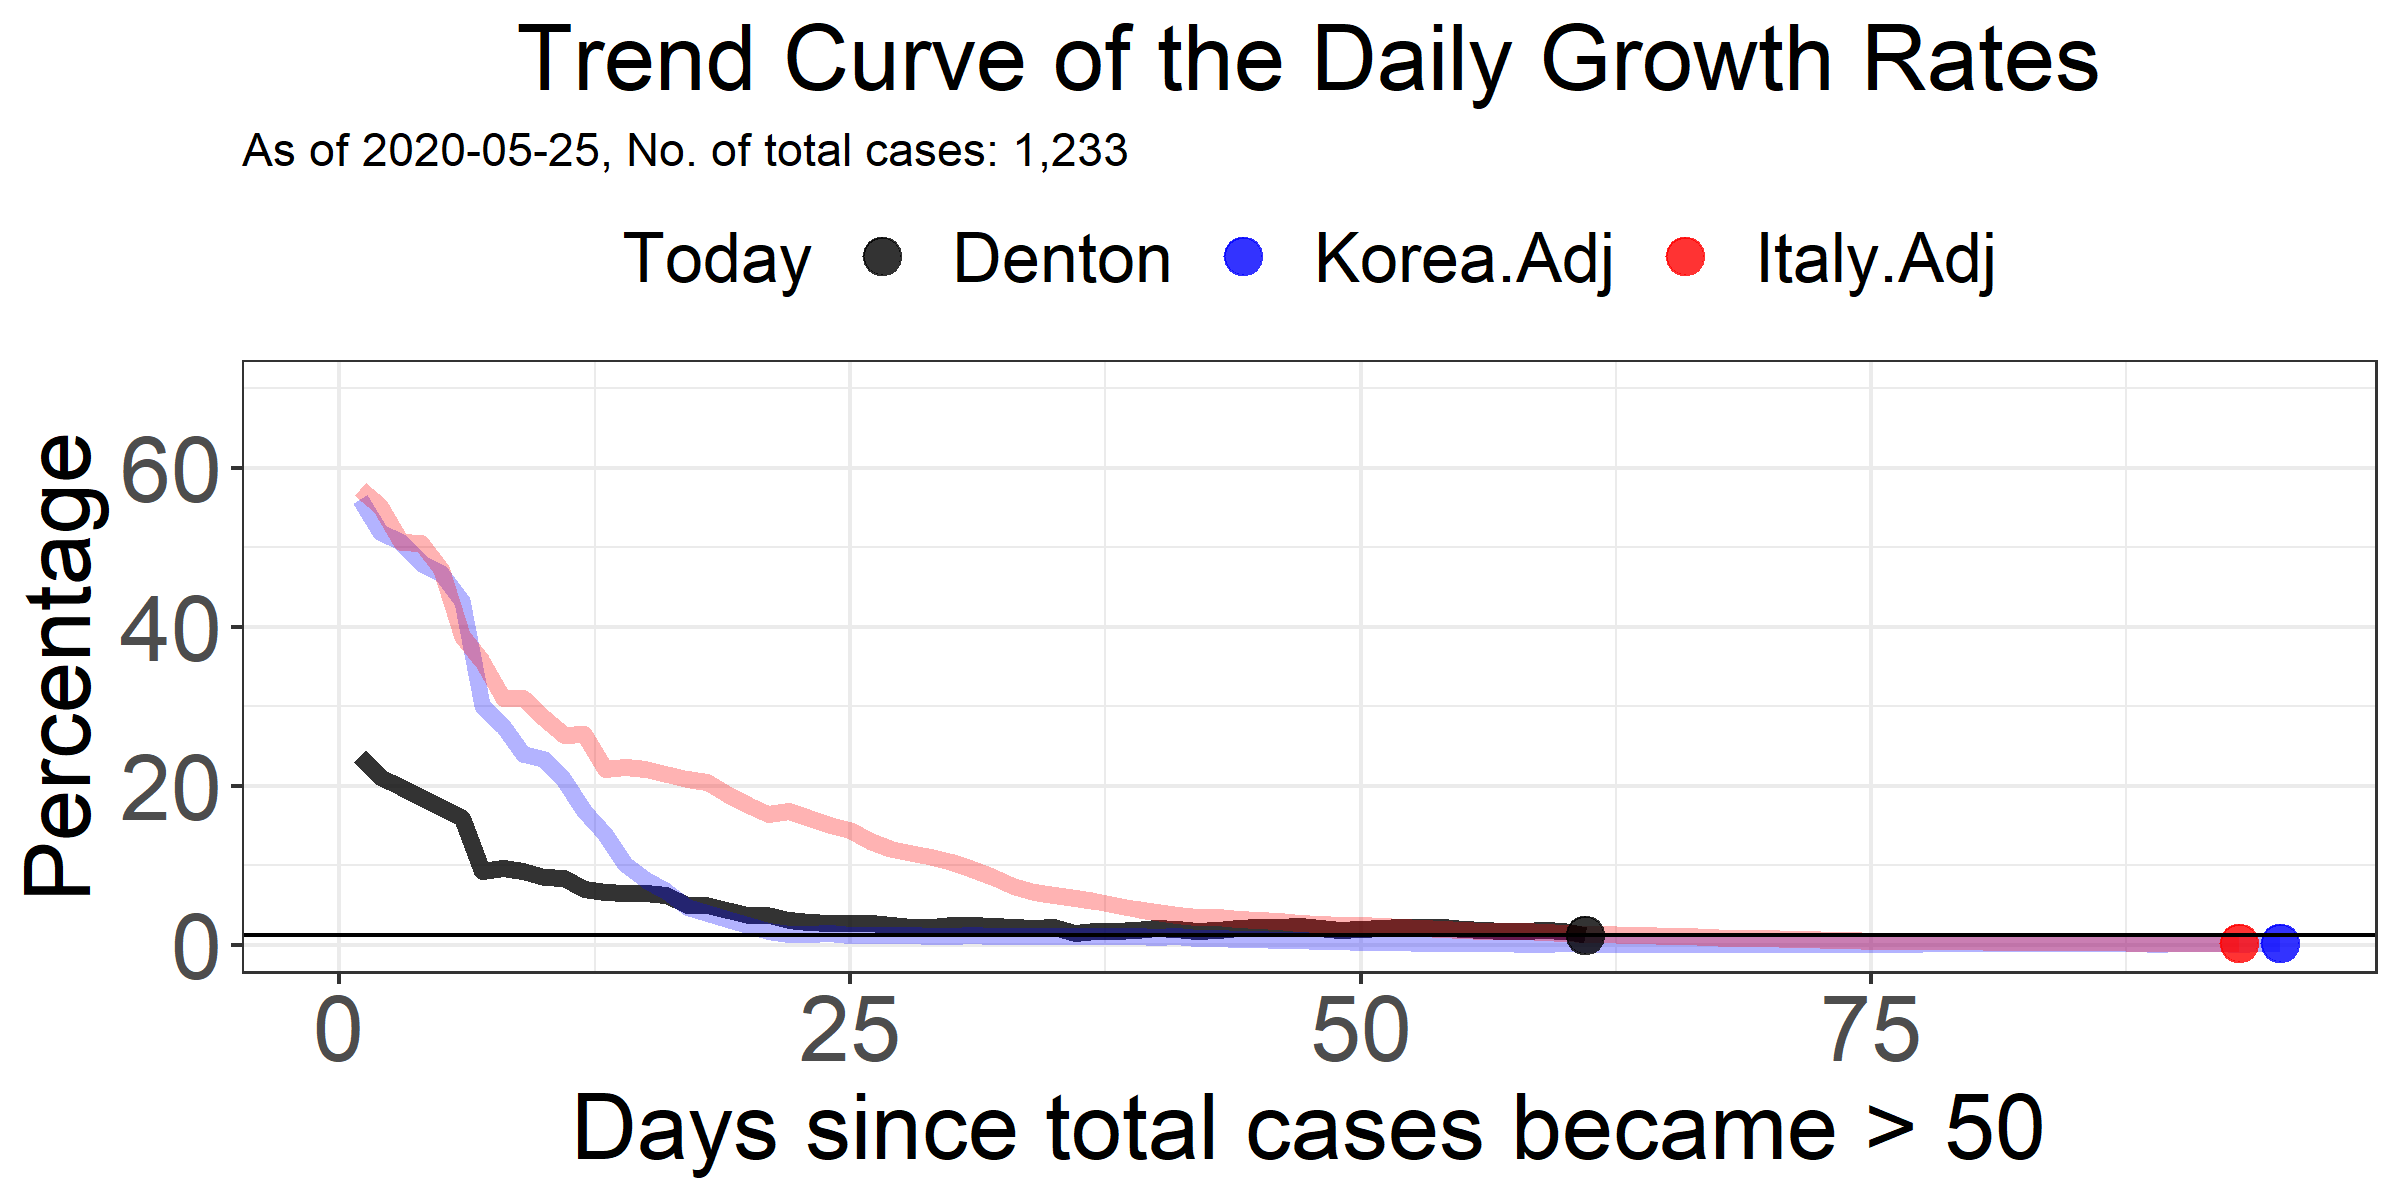 Trend Curve of the Daily Growth Rates
As of 2020-05-25, No. of total cases: 1,233
Today Denton Korea.Adj Italy.Adj
Percentage
60
40
20
0
0 25 50 75
Days since total cases became > 50